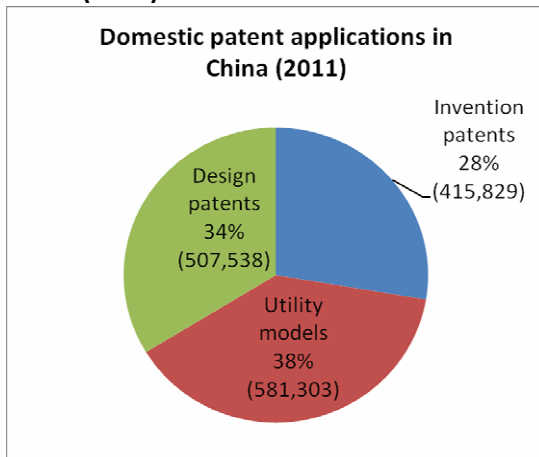 Domestic patent applications in
China (2011)
Invention
patents
28%
(415,829)
Design
patents
34%
(507,538)
Utility
models
38%
(581,303)